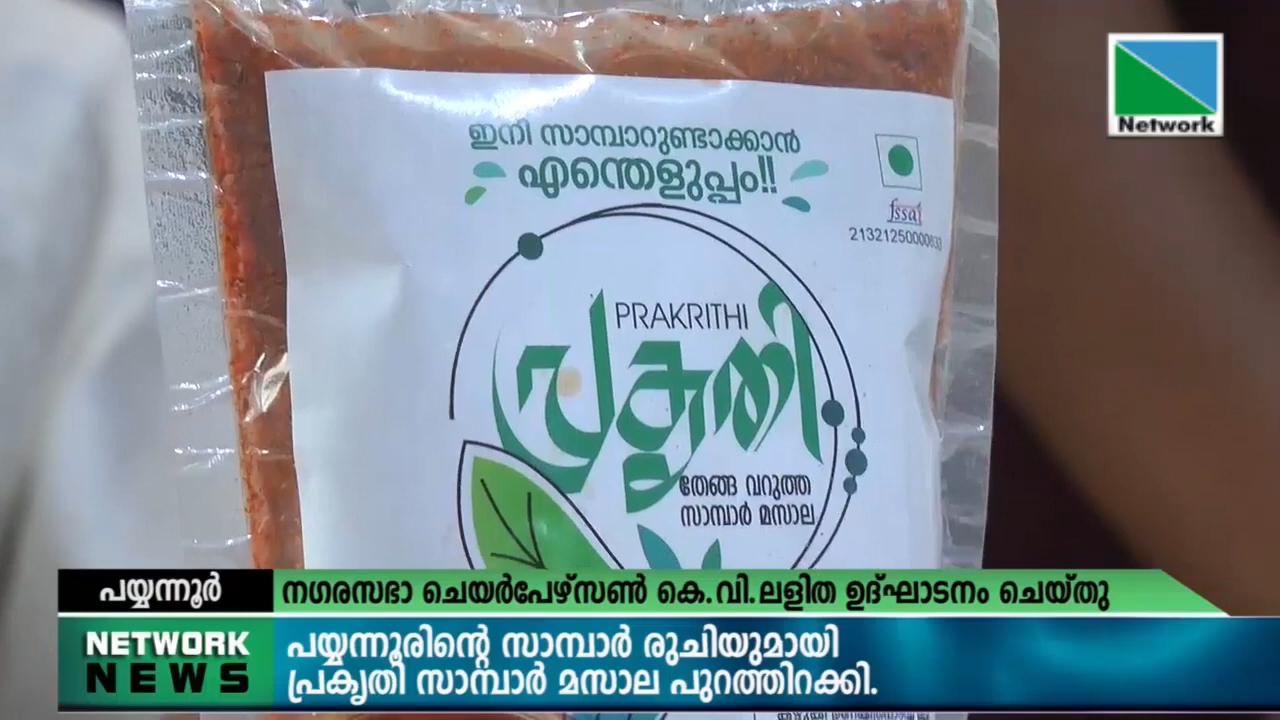 Network
ഇനി സാമ്പാറുണ്ടാക്കാൻ
എന്തെളുപ്പം!!
fssai
PRAKRITHI
പ്രകൃതി
തേങ്ങ വറുത്ത
സാമ്പാർ മസാല
പയ്യന്നൂർ
നഗരസഭാ ചെയർപേഴ്സൺ കെ.വി.ലളിത ഉദ്ഘാടനം ചെയ്തു
NETWORK
NEWS
പയ്യന്നൂരിന്റെ സാമ്പാർ രുചിയുമായി
പ്രകൃതി സാമ്പാർ മസാല പുറത്തിറക്കി.